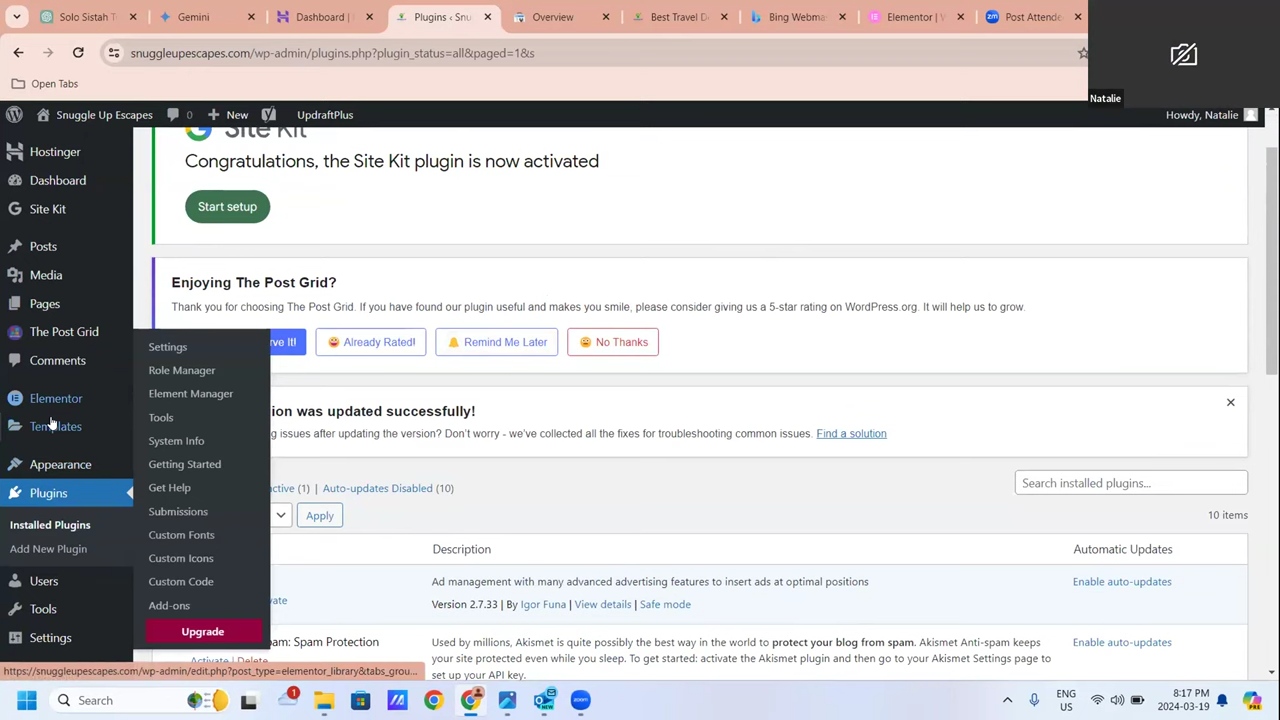 Solo Sistah T
Gemini
Dashboard |
Plugins ‹ Snu
Overview
Best Travel D
Bing Webma
Elementor | W
Post Attende
snuggleupescapes.com/wp-admin/plugins.php?plugin_status=all&paged=1&s
Open Tabs
Natalie
Snuggle Up Escapes
0
New
UpdraftPlus
Howdy, Natalie
Hostinger
Dashboard
Site Kit
Posts
Media
Pages
The Post Grid
Comments
Elementor
Templates
Appearance
Plugins
Installed Plugins
Add New Plugin
Users
Tools
Settings
Settings
Role Manager
Element Manager
Tools
System Info
Getting Started
Get Help
Submissions
Custom Fonts
Custom Icons
Custom Code
Add-ons
Upgrade
Site Kit
Congratulations, the Site Kit plugin is now activated
Start setup
Enjoying The Post Grid?
Thank you for choosing The Post Grid. If you have found our plugin useful and makes you smile, please consider giving us a 5-star rating on WordPress.org. It will help us to grow.
rve It!
Already Rated!
Remind Me Later
No Thanks
ion was updated successfully!
ng issues after updating the version? Don't worry - we've collected all the fixes for troubleshooting common issues. Find a solution
ctive (1) | Auto-updates Disabled (10)
Search installed plugins...
Apply
10 items
Description
Automatic Updates
Ad management with many advanced advertising features to insert ads at optimal positions
Enable auto-updates
vate
Version 2.7.33 | By Igor Funa | View details | Safe mode
pam: Spam Protection
Used by millions, Akismet is quite possibly the best way in the world to protect your blog from spam. Akismet Anti-spam keeps
Enable auto-updates
Activate | Delete
your site protected even while you sleep. To get started: activate the Akismet plugin and then go to your Akismet Settings page to
set up your API key.
https://snuggleupescapes.com/wp-admin/edit.php?post_type=elementor_library&tabs_grou...
Search
1
ENG
US
8:17 PM
2024-03-19
PRE